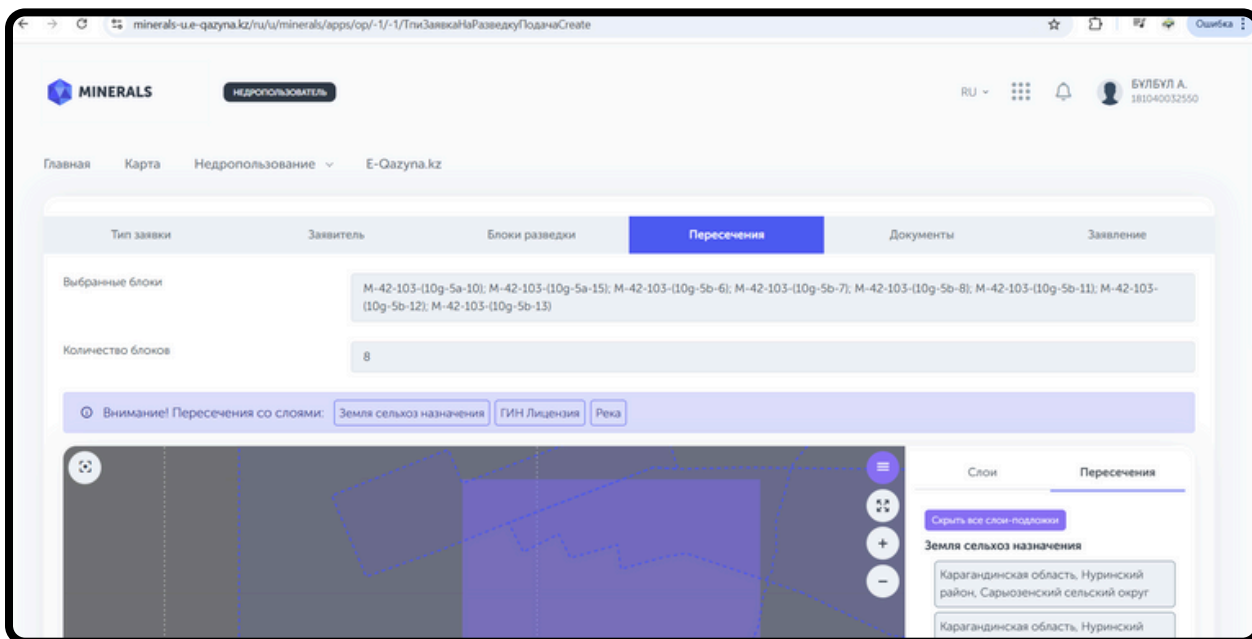 minerals-u.e-qazyna.kz/ru/u/minerals/apps/op/-1/-1/ТпиЗаявкаНаРазведкуПодачаCreate
Ошибка
MINERALS
НЕДРОПОЛЬЗОВАТЕЛЬ
RU
БУЛБУЛ А.
181040032550
Главная
Карта
Недропользование
E-Qazyna.kz
Тип заявки
Заявитель
Блоки разведки
Пересечения
Документы
Заявление
Выбранные блоки
M-42-103-(10g-5a-10); M-42-103-(10g-5a-15); M-42-103-(10g-5b-6); M-42-103-(10g-5b-7); M-42-103-(10g-5b-8); M-42-103-(10g-5b-11); M-42-103-
(10g-5b-12); M-42-103-(10g-5b-13)
Количество блоков
8
Внимание! Пересечения со слоями:
Земля сельхоз назначения
ГИН Лицензия
Река
Слои
Пересечения
Скрыть все слои-подложки
Земля сельхоз назначения
Карагандинская область, Нуринский
район, Сарыозенский сельский округ
Карагандинская область, Нуринский